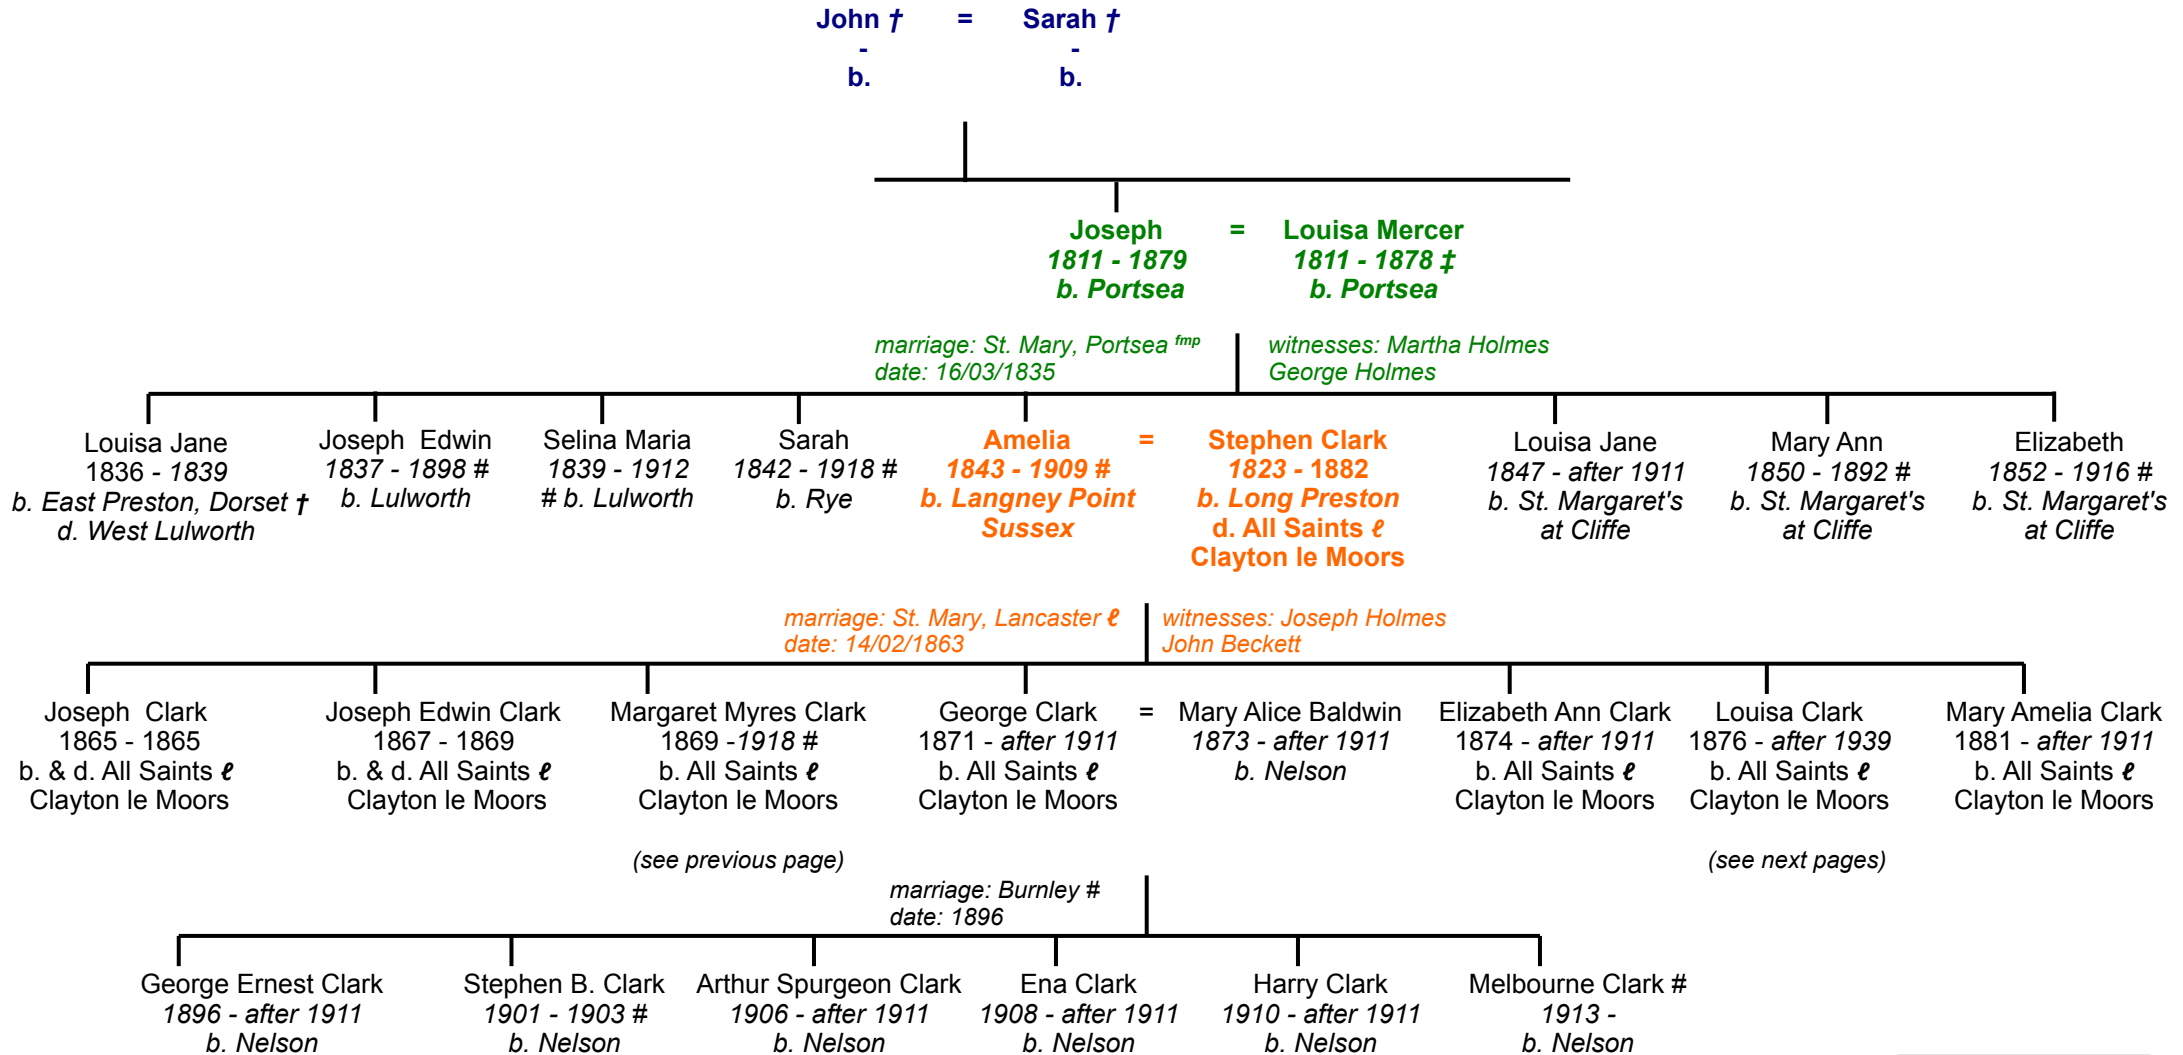 John † = Sarah †
- -
b. b.
Joseph = Louisa Mercer
1811 - 1879 1811 - 1878 ‡
b. Portsea b. Portsea
marriage: St. Mary, Portsea fmp witnesses: Martha Holmes
date: 16/03/1835 George Holmes
Louisa Jane
1836 - 1839
b. East Preston, Dorset †
d. West Lulworth
Joseph Edwin
1837 - 1898 #
b. Lulworth
Selina Maria
1839 - 1912
# b. Lulworth
Sarah
1842 - 1918 #
b. Rye
Amelia =
1843 - 1909 #
b. Langney Point
Sussex
Stephen Clark
1823 - 1882
b. Long Preston
d. All Saints ℓ
Clayton le Moors
Louisa Jane
1847 - after 1911
b. St. Margaret's
at Cliffe
Mary Ann
1850 - 1892 #
b. St. Margaret's
at Cliffe
Elizabeth
1852 - 1916 #
b. St. Margaret's
at Cliffe
marriage: St. Mary, Lancaster ℓ witnesses: Joseph Holmes
date: 14/02/1863 John Beckett
Joseph Clark
1865 - 1865
b. & d. All Saints ℓ
Clayton le Moors
Joseph Edwin Clark
1867 - 1869
b. & d. All Saints ℓ
Clayton le Moors
Margaret Myres Clark
1869 -1918 #
b. All Saints ℓ
Clayton le Moors
(see previous page)
George Clark =
1871 - after 1911
b. All Saints ℓ
Clayton le Moors
Mary Alice Baldwin
1873 - after 1911
b. Nelson
Elizabeth Ann Clark
1874 - after 1911
b. All Saints ℓ
Clayton le Moors
Louisa Clark
1876 - after 1939
b. All Saints ℓ
Clayton le Moors
(see next pages)
Mary Amelia Clark
1881 - after 1911
b. All Saints ℓ
Clayton le Moors
marriage: Burnley #
date: 1896
George Ernest Clark
1896 - after 1911
b. Nelson
Stephen B. Clark
1901 - 1903 #
b. Nelson
Arthur Spurgeon Clark
1906 - after 1911
b. Nelson
Ena Clark
1908 - after 1911
b. Nelson
Harry Clark
1910 - after 1911
b. Nelson
Melbourne Clark #
1913 -
b. Nelson